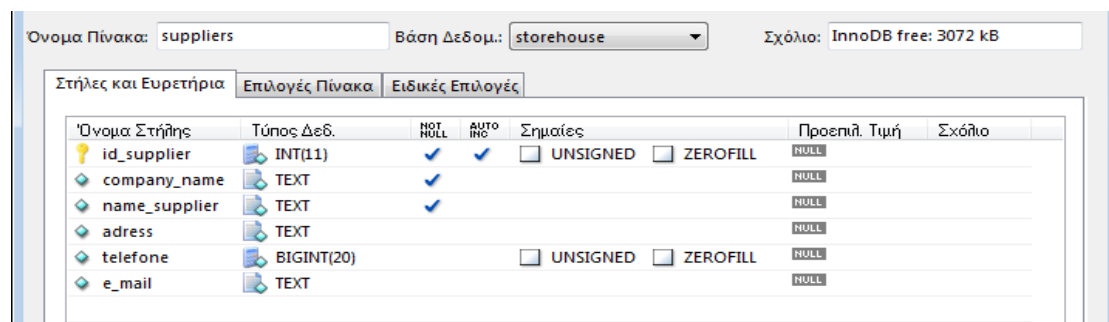 Όνομα Πίνακα: suppliers Βάση Δεδομ.: storehouse Σχόλιο: InnoDB free: 3072 kB
Στήλες και Ευρετήρια Επιλογές Πίνακα Ειδικές Επιλογές
Όνομα Στήλης Τύπος Δεδ. NOT NULL AUTO INC Σημαίες Προεπιλ. Τιμή Σχόλιο
id_supplier INT(11) UNSIGNED ZEROFILL NULL
company_name TEXT NULL
name_supplier TEXT NULL
adress TEXT NULL
telefone BIGINT(20) UNSIGNED ZEROFILL NULL
e_mail TEXT NULL